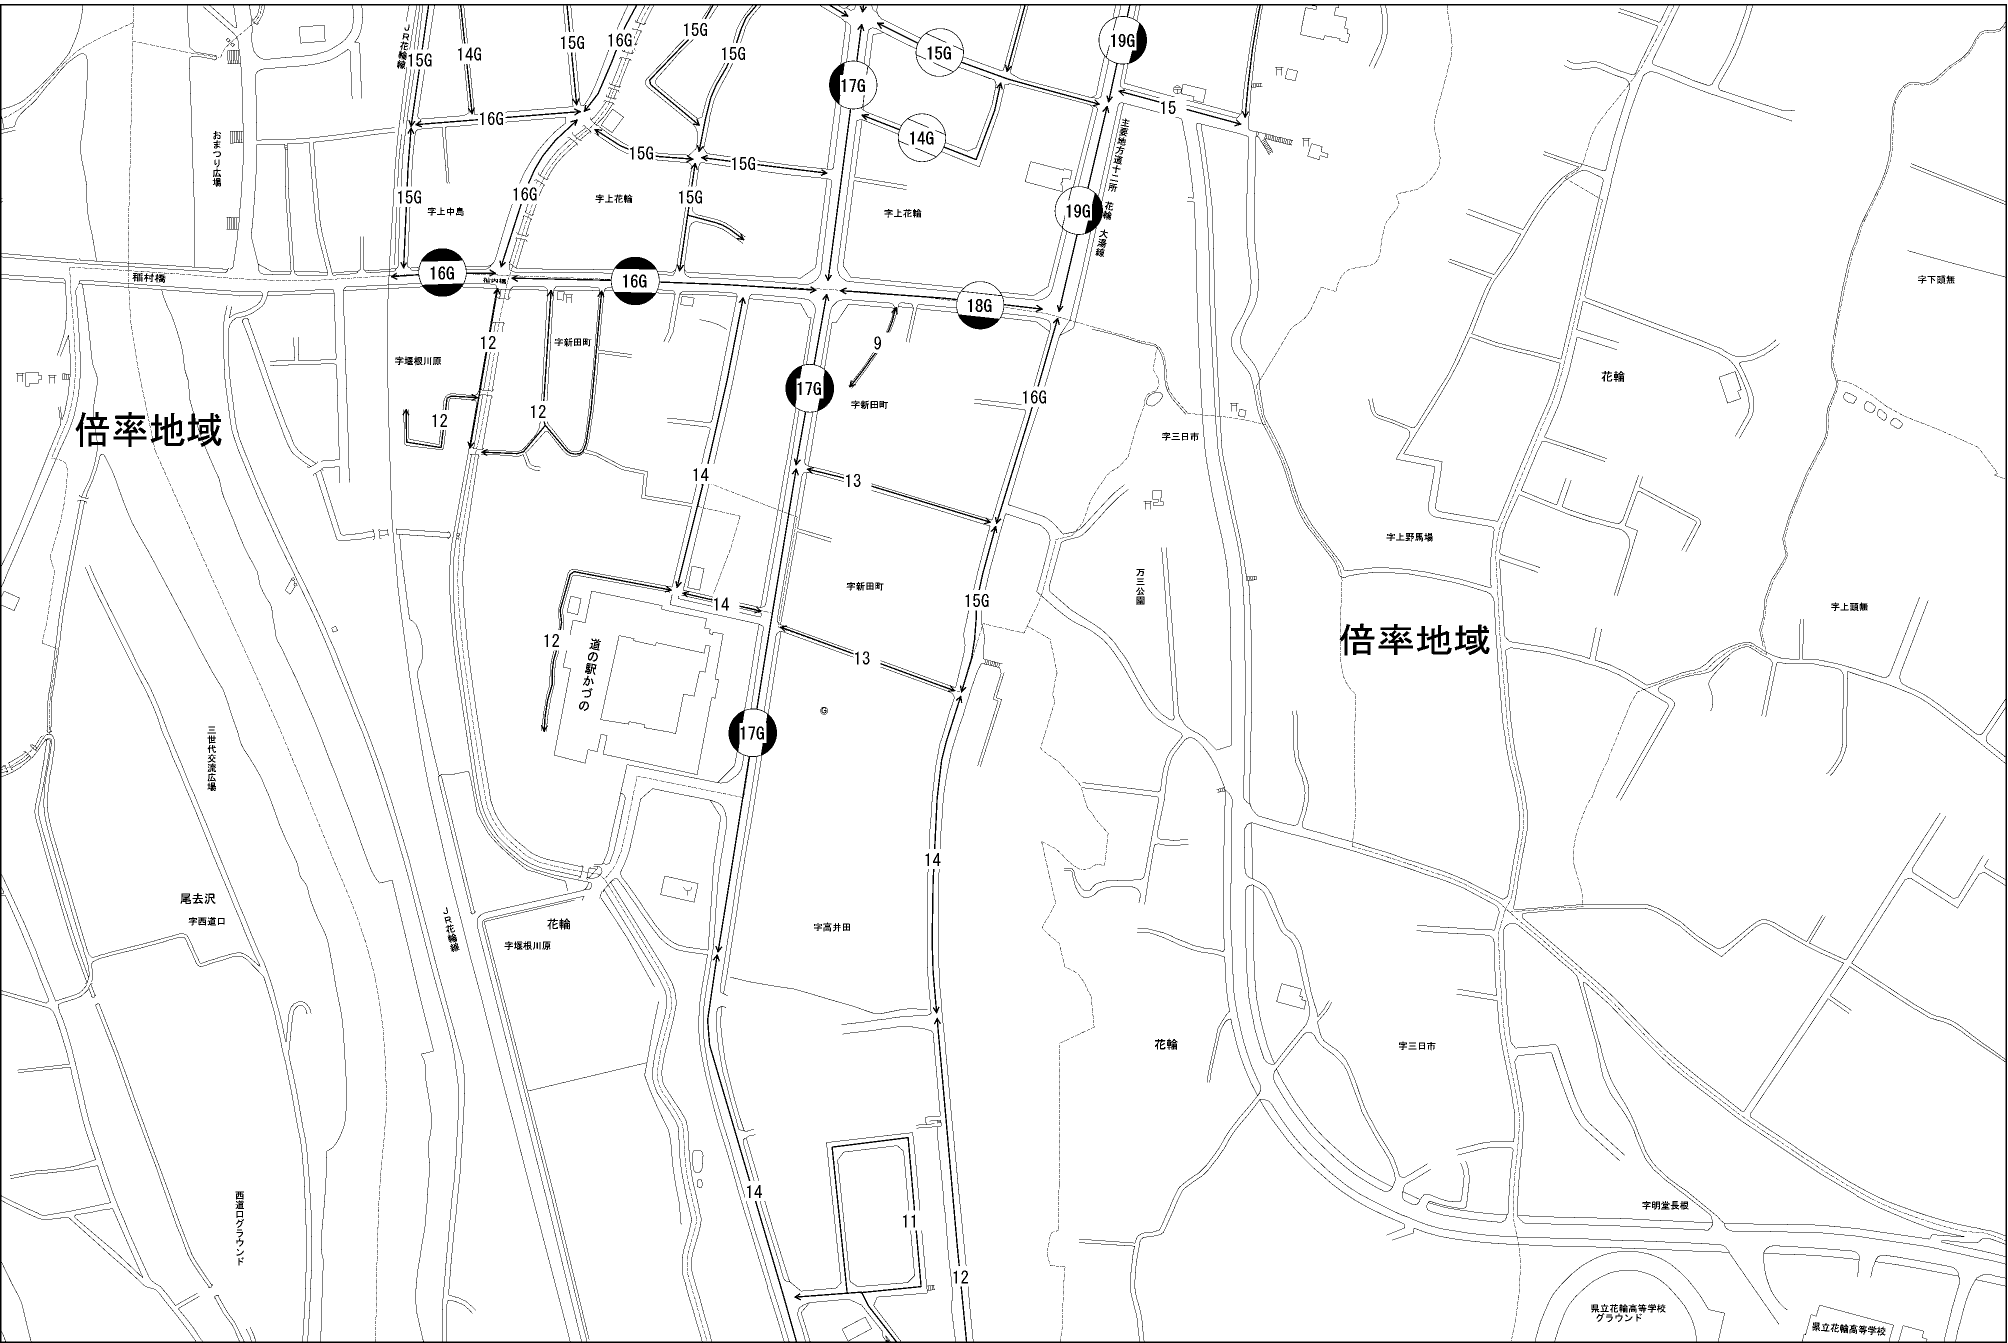 JR花輪線
15G
14G
15G
16G
15G
15G
17G
15G
19G
15
16G
おまつり広場
15G
15G
14G
主要地方道十二所花輪大湯線
15G
16G
15G
19G
字上中島
字上花輪
字上花輪
稲村橋
16G
16G
18G
字下頭無
12
字新田町
9
字堰根川原
17G
16G
花輪
倍率地域
12
12
字新田町
字三日市
14
13
字上野馬場
万三公園
字新田町
15G
14
字上頭無
12
道の駅かづの
13
倍率地域
G
17G
三世代交流広場
14
尾去沢
字西道口
JR花輪線
花輪
字堰根川原
字高井田
花輪
字三日市
西道口グラウンド
14
11
字明堂長根
12
県立花輪高等学校
グラウンド
県立花輪高等学校